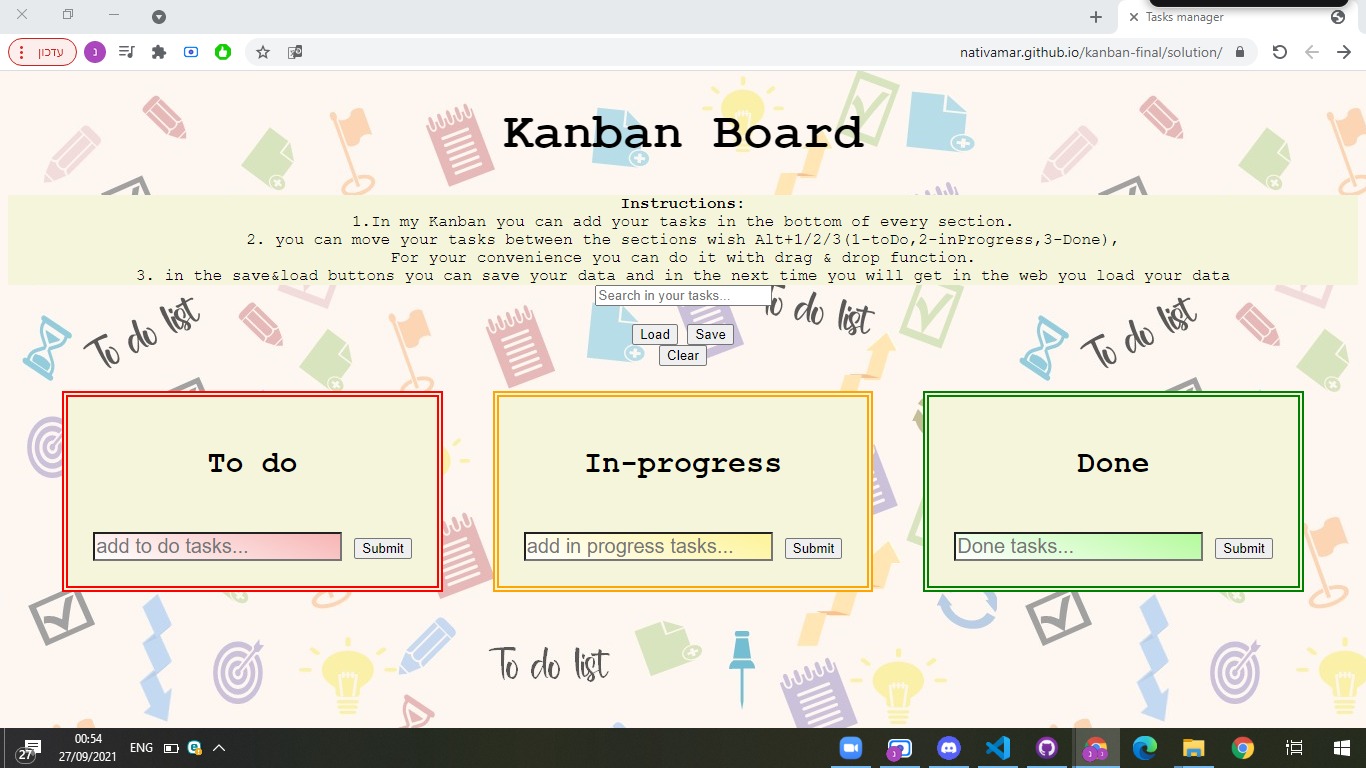 Tasks manager
עדכון
נ
nativamar.github.io/kanban-final/solution/
Kanban Board
Instructions:
1.In my Kanban you can add your tasks in the bottom of every section.
2. you can move your tasks between the sections wish Alt+1/2/3(1-toDo,2-inProgress,3-Done),
For your convenience you can do it with drag & drop function.
3. in the save&load buttons you can save your data and in the next time you will get in the web you load your data
Search in your tasks...
To do list
To do list
To do list
Load Save
Clear
To do
In-progress
Done
add to do tasks... Submit
add in progress tasks... Submit
Done tasks... Submit
To do list
27
00:54
27/09/2021
ENG